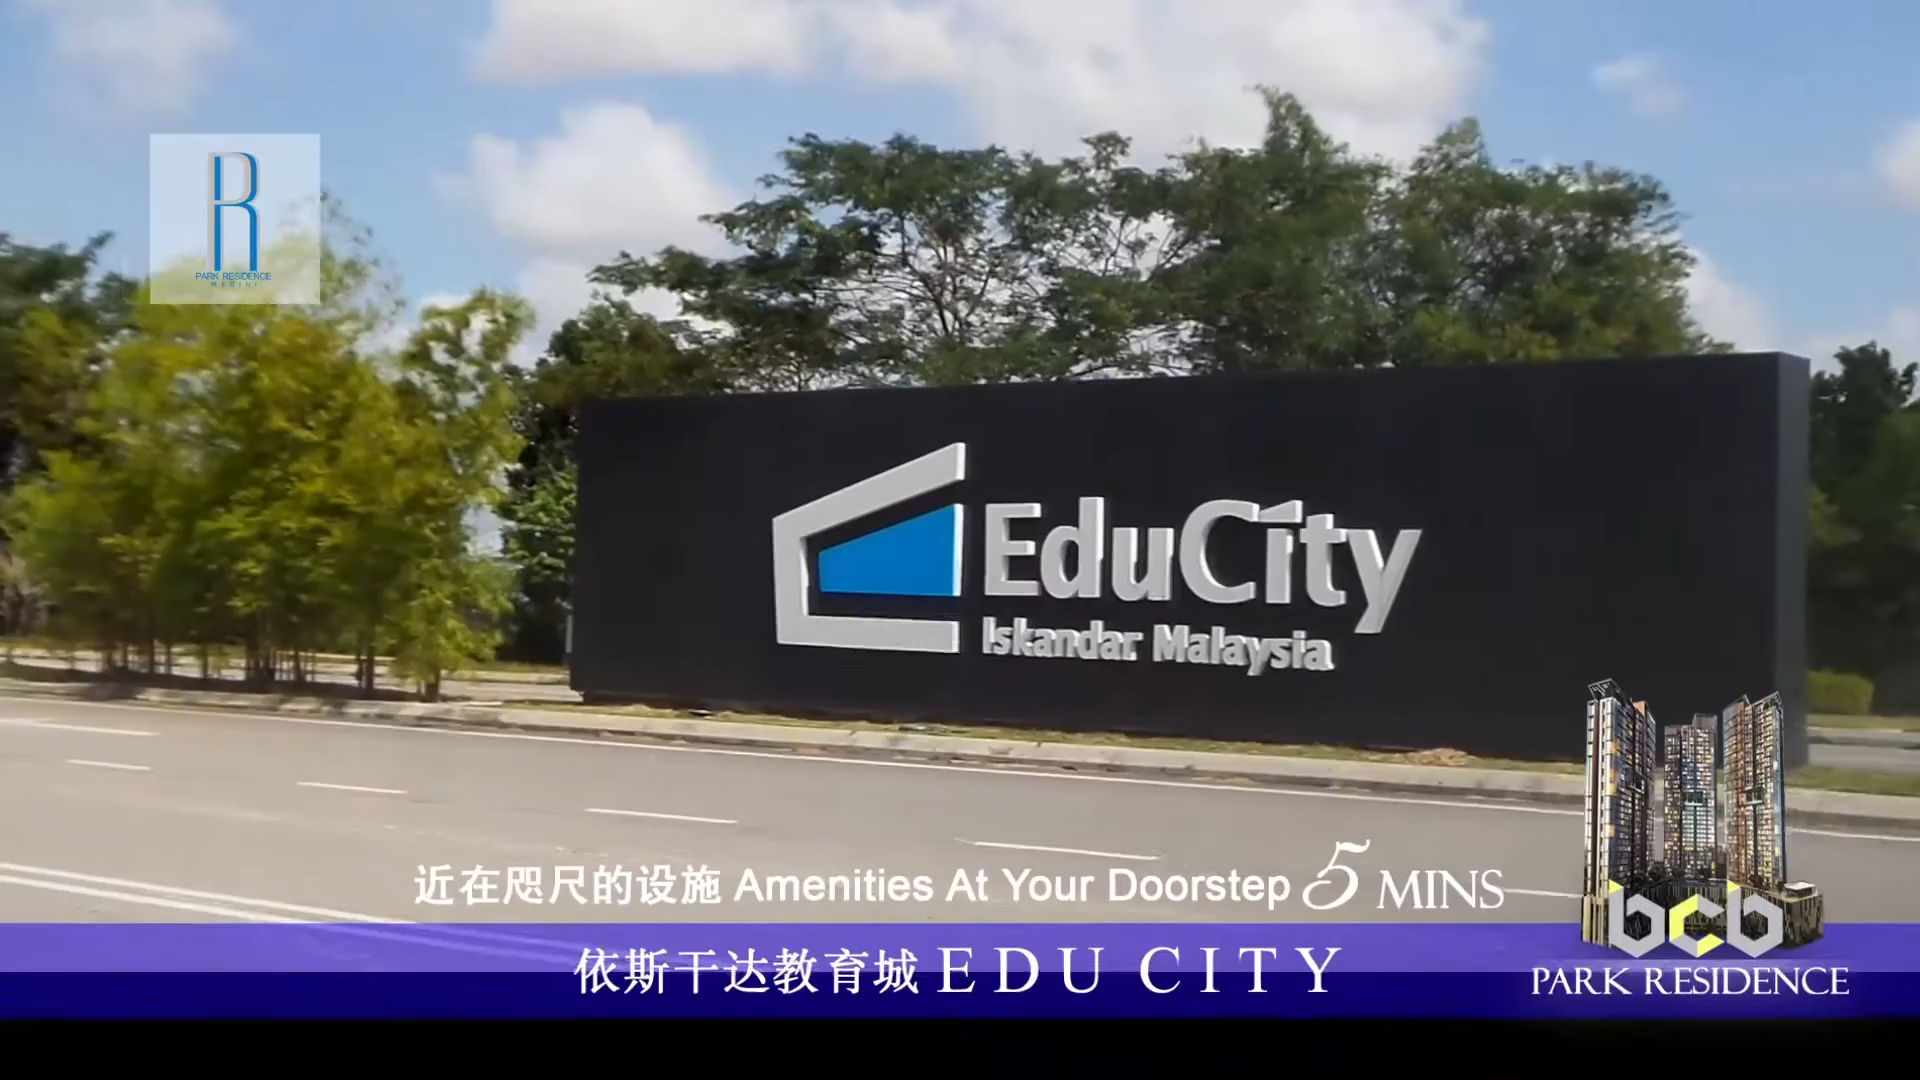 PARK RESIDENCE
MEDINI
EduCity
Iskandar Malaysia
近在咫尺的设施 Amenities At Your Doorstep 5 MINS
依斯干达教育城 EDU CITY
bcb
PARK RESIDENCE